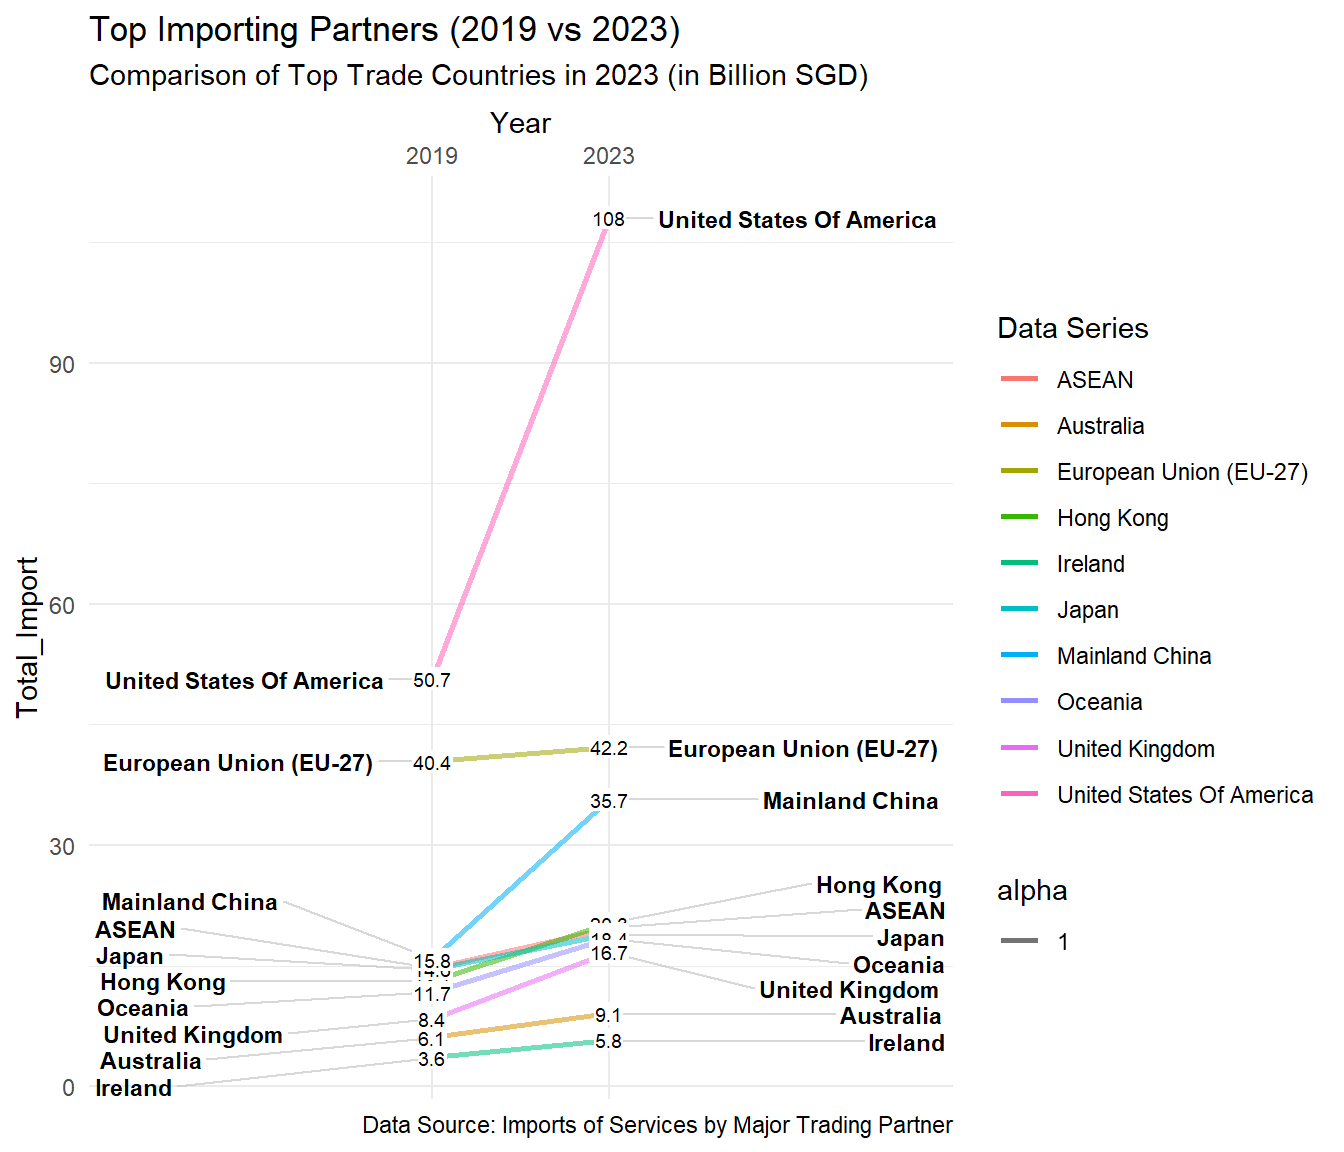 Top Importing Partners (2019 vs 2023)
Comparison of Top Trade Countries in 2023 (in Billion SGD)
Year
2019 2023
108 United States Of America
90
60
Total_Import
United States Of America 50.7
European Union (EU-27) 40.4
42.2 European Union (EU-27)
35.7 Mainland China
30
Mainland China
ASEAN
Japan
Hong Kong
Oceania
United Kingdom
Australia
Ireland
15.8
11.7
8.4
6.1
3.6
0
Hong Kong
ASEAN
Japan
Oceania
United Kingdom
Australia
Ireland
18.4
16.7
9.1
5.8
Data Series
ASEAN
Australia
European Union (EU-27)
Hong Kong
Ireland
Japan
Mainland China
Oceania
United Kingdom
United States Of America
alpha
1
Data Source: Imports of Services by Major Trading Partner